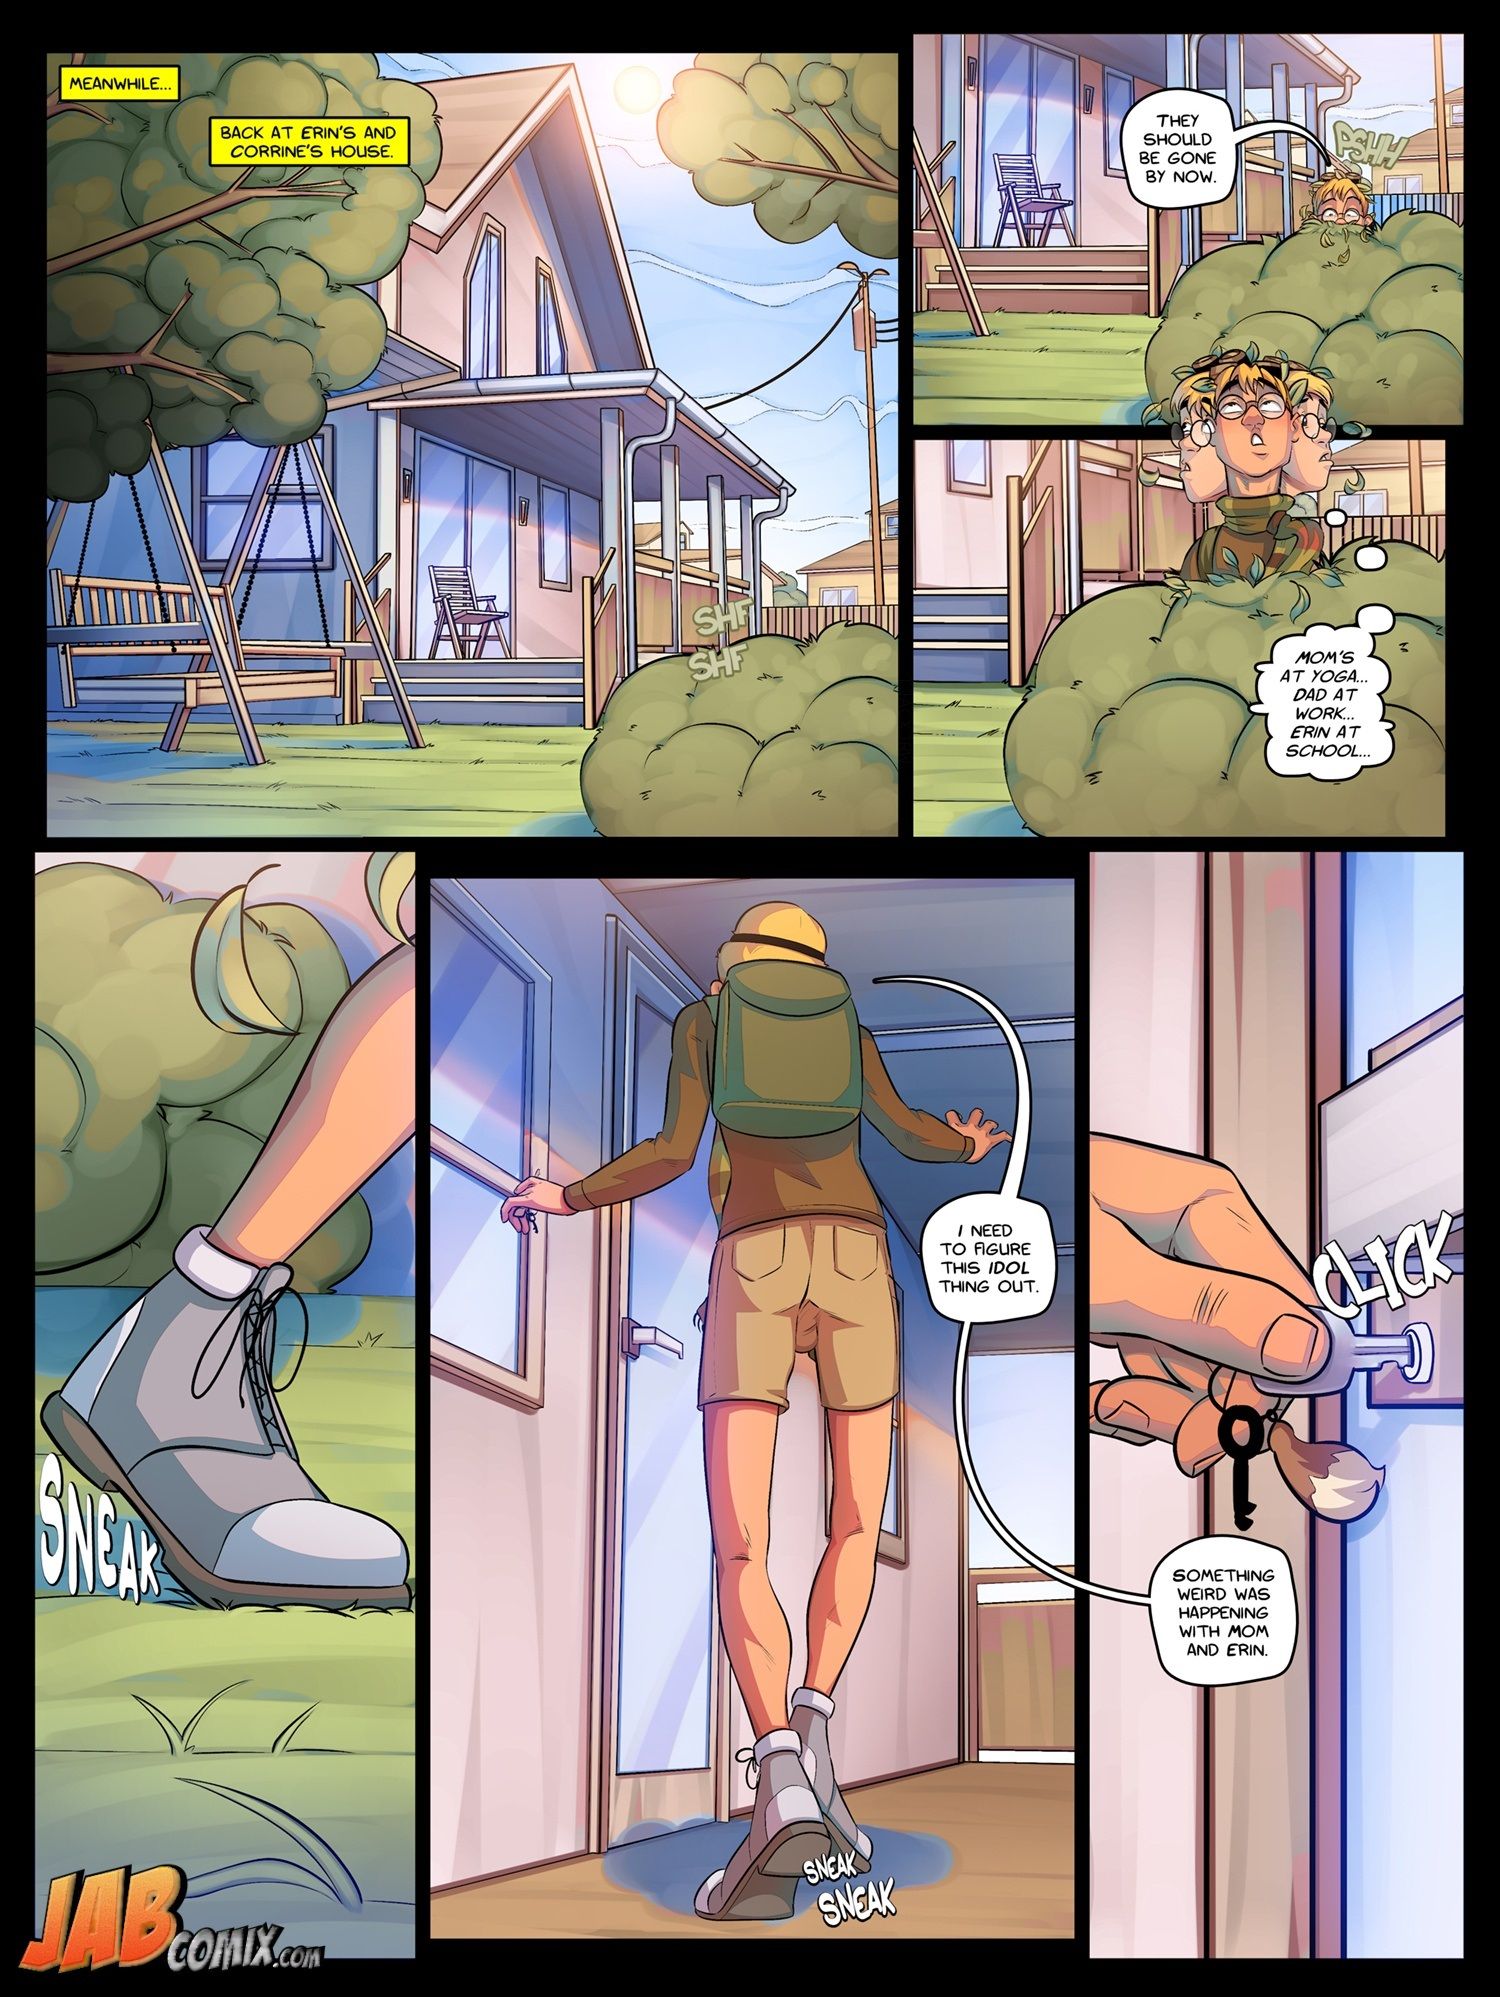 MEANWHILE...
BACK AT ERIN'S AND
CORRINE'S HOUSE.
SHF
SHF
THEY
SHOULD
BE GONE
BY NOW.
PSHH
MOM'S
AT YOGA...
DAD AT
WORK...
ERIN AT
SCHOOL...
SNEAK
I NEED
TO FIGURE
THIS IDOL
THING OUT.
SNEAK
SNEAK
CLICK
SOMETHING
WEIRD WAS
HAPPENING
WITH MOM
AND ERIN.
JAB
COMIX.com